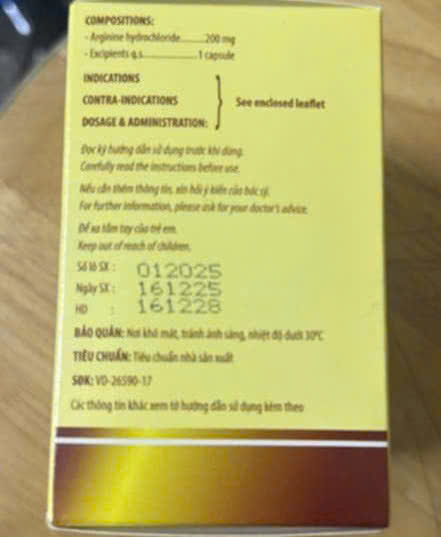 COMPOSITIONS:
- Arginine hydrochloride..........200 mg
- Excipients q.s......................1 capsule
INDICATIONS
CONTRA-INDICATIONS
See enclosed leaflet
DOSAGE & ADMINISTRATION:
Đọc kỹ hướng dẫn sử dụng trước khi dùng.
Carefully read the instructions before use.
Nếu cần thêm thông tin, xin hỏi ý kiến của bác sỹ.
For further information, please ask for your doctor's advice.
Để xa tầm tay của trẻ em.
Keep out of reach of children.
Số lô SX : 012025
Ngày SX : 161225
HD : 161228
BẢO QUẢN: Nơi khô mát, tránh ánh sáng, nhiệt độ dưới 30°C
TIÊU CHUẨN: Tiêu chuẩn nhà sản xuất
SĐK: VD-26590-17
Các thông tin khác xem tờ hướng dẫn sử dụng kèm theo